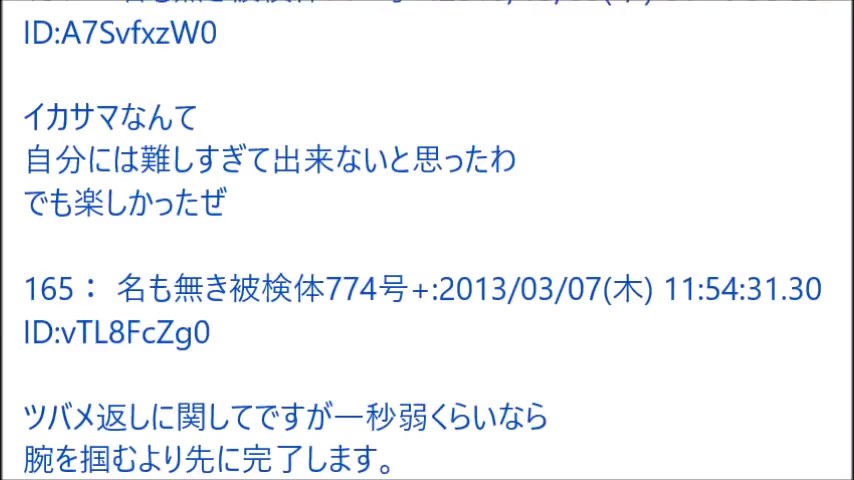 ID:A7SvfxzW0
イカサマなんて
自分には難しすぎて出来ないと思ったわ
でも楽しかったぜ
165： 名も無き被検体774号+:2013/03/07(木) 11:54:31.30
ID:vTL8FcZg0
ツバメ返しに関してですが一秒弱くらいなら
腕を掴むより先に完了します。